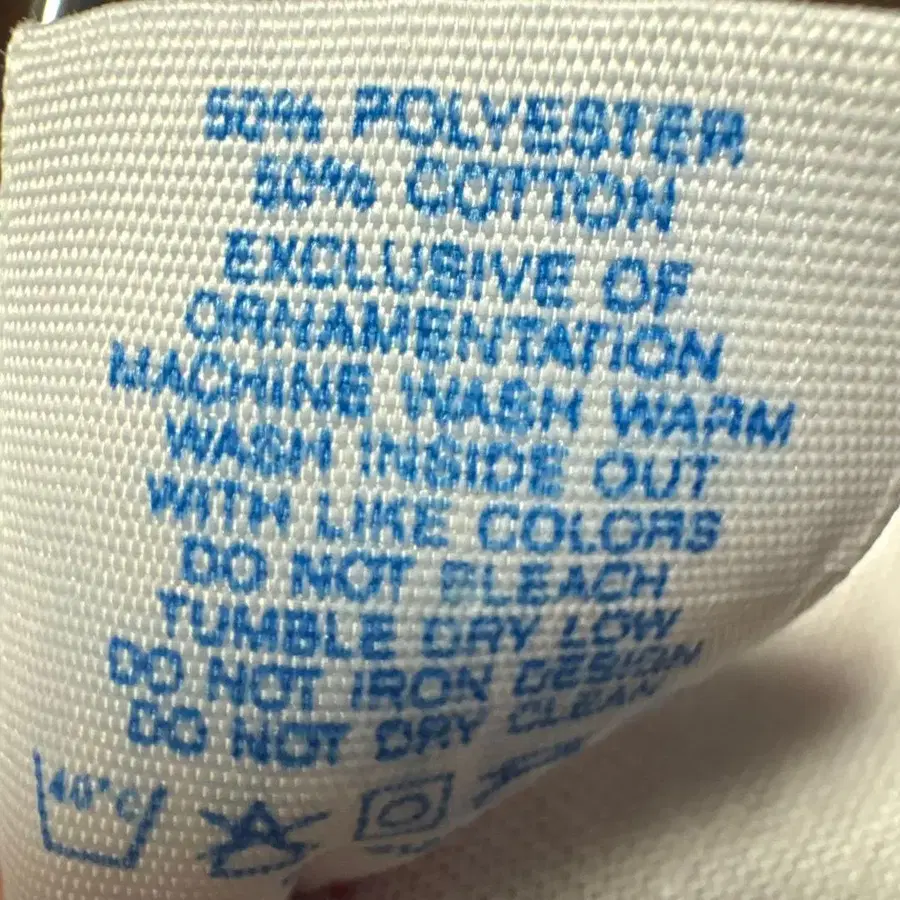 50% POLYESTER
50% COTTON
EXCLUSIVE OF
ORNAMENTATION
MACHINE WASH WARM
WASH INSIDE OUT
WITH LIKE COLORS
DO NOT BLEACH
TUMBLE DRY LOW
DO NOT IRON DESIGN
DO NOT DRY CLEAN
40°C